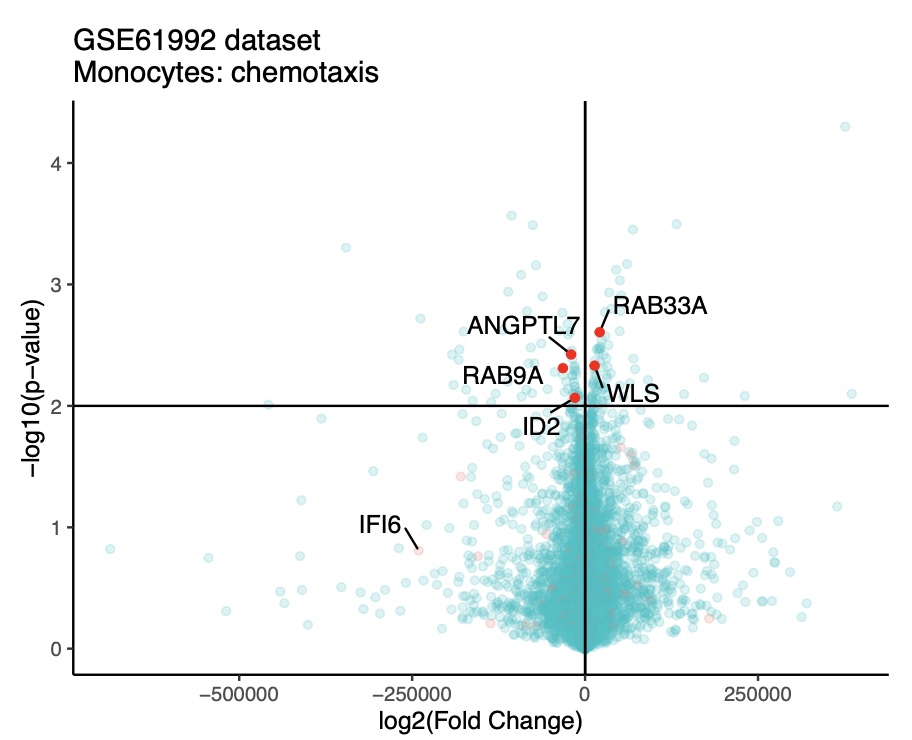 GSE61992 dataset
Monocytes: chemotaxis
−log10(p−value)
4
3
2
1
0
RAB33A
ANGPTL7
RAB9A
WLS
ID2
IFI6
−500000
−250000
0
250000
log2(Fold Change)